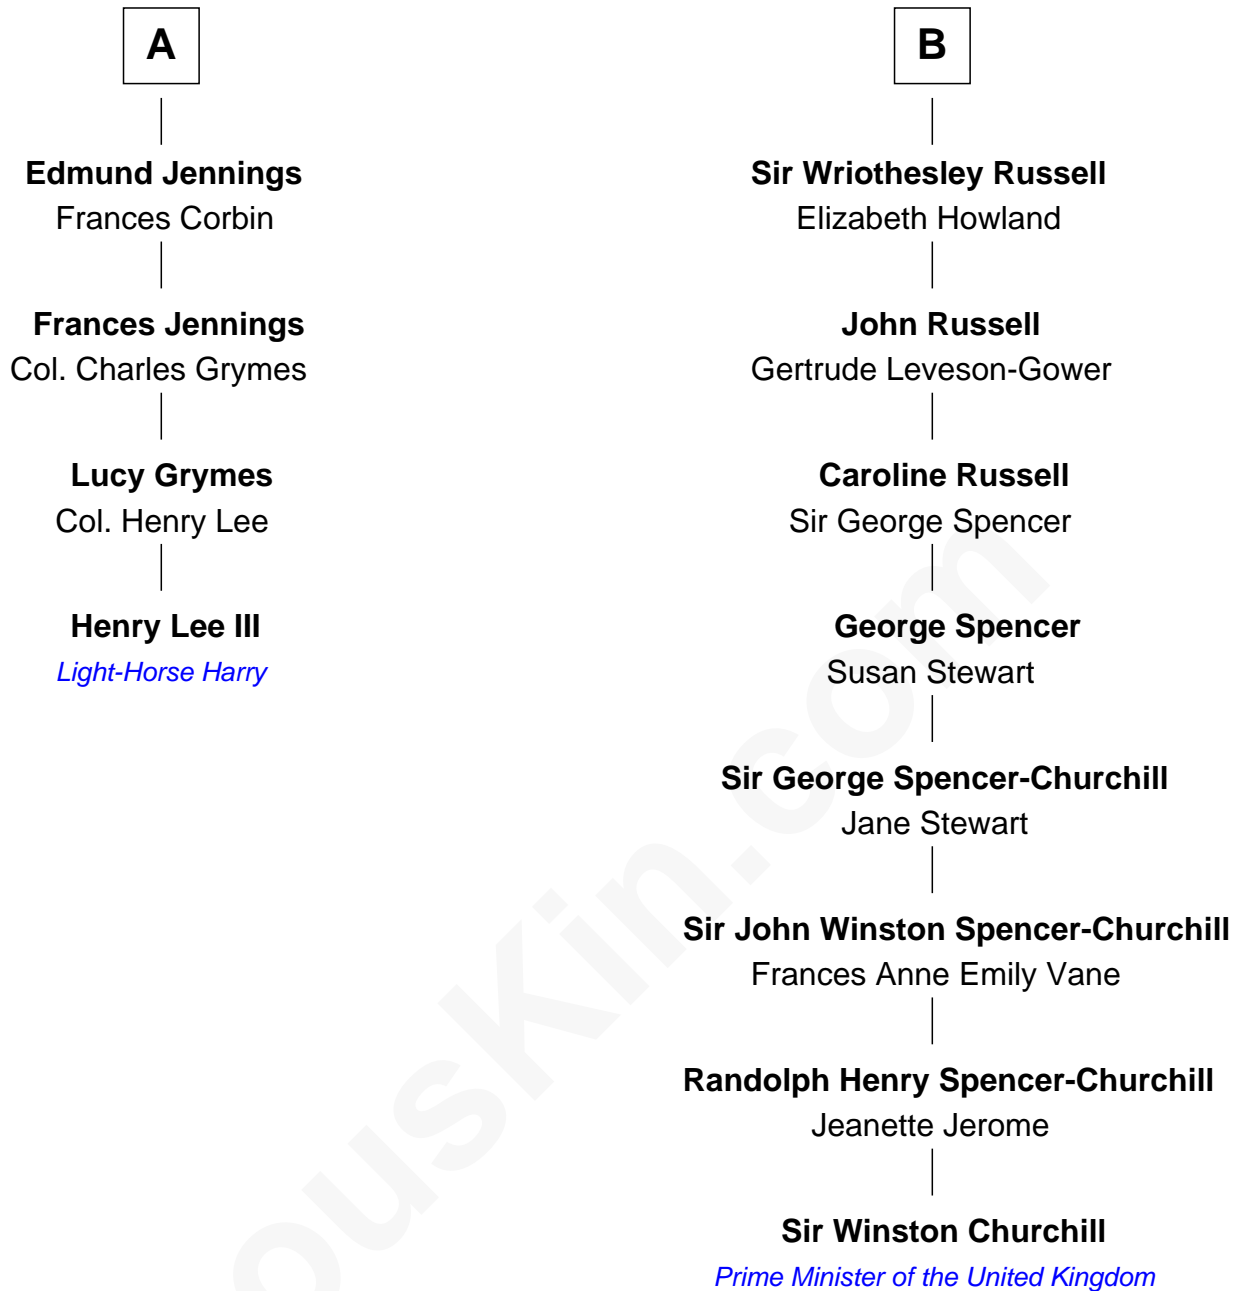 A
Edmund Jennings
Frances Corbin
Frances Jennings
Col. Charles Grymes
Lucy Grymes
Col. Henry Lee
Henry Lee III
Light-Horse Harry
B
Sir Wriothesley Russell
Elizabeth Howland
John Russell
Gertrude Leveson-Gower
Caroline Russell
Sir George Spencer
George Spencer
Susan Stewart
Sir George Spencer-Churchill
Jane Stewart
Sir John Winston Spencer-Churchill
Frances Anne Emily Vane
Randolph Henry Spencer-Churchill
Jeanette Jerome
Sir Winston Churchill
Prime Minister of the United Kingdom
ousKin.com